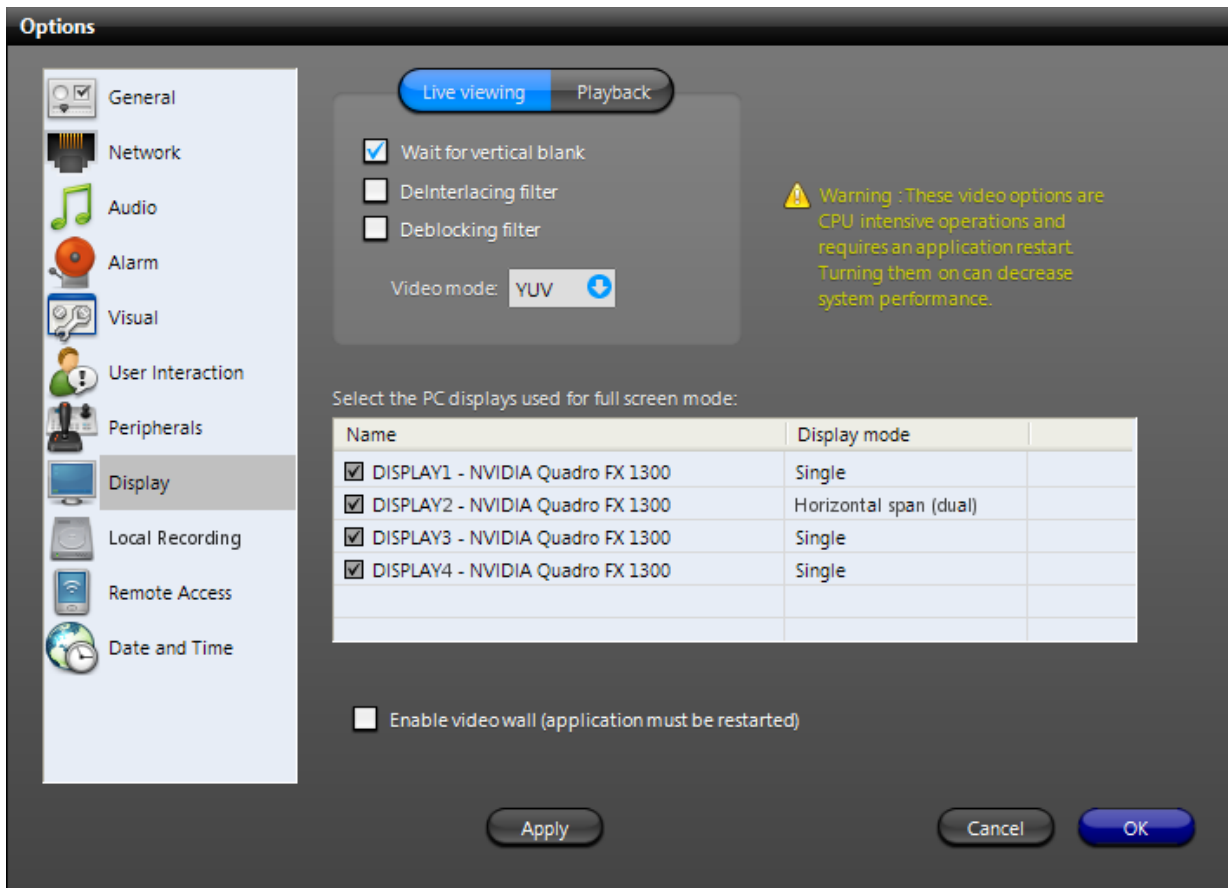 Options
General
Network
Audio
Alarm
Visual
User Interaction
Peripherals
Display
Local Recording
Remote Access
Date and Time
Live viewing
Playback
Wait for vertical blank
DeInterlacing filter
Deblocking filter
Video mode: YUV
Warning : These video options are
CPU intensive operations and
requires an application restart.
Turning them on can decrease
system performance.
Select the PC displays used for full screen mode:
Name Display mode
DISPLAY1 - NVIDIA Quadro FX 1300 Single
DISPLAY2 - NVIDIA Quadro FX 1300 Horizontal span (dual)
DISPLAY3 - NVIDIA Quadro FX 1300 Single
DISPLAY4 - NVIDIA Quadro FX 1300 Single
Enable video wall (application must be restarted)
Apply
Cancel
OK